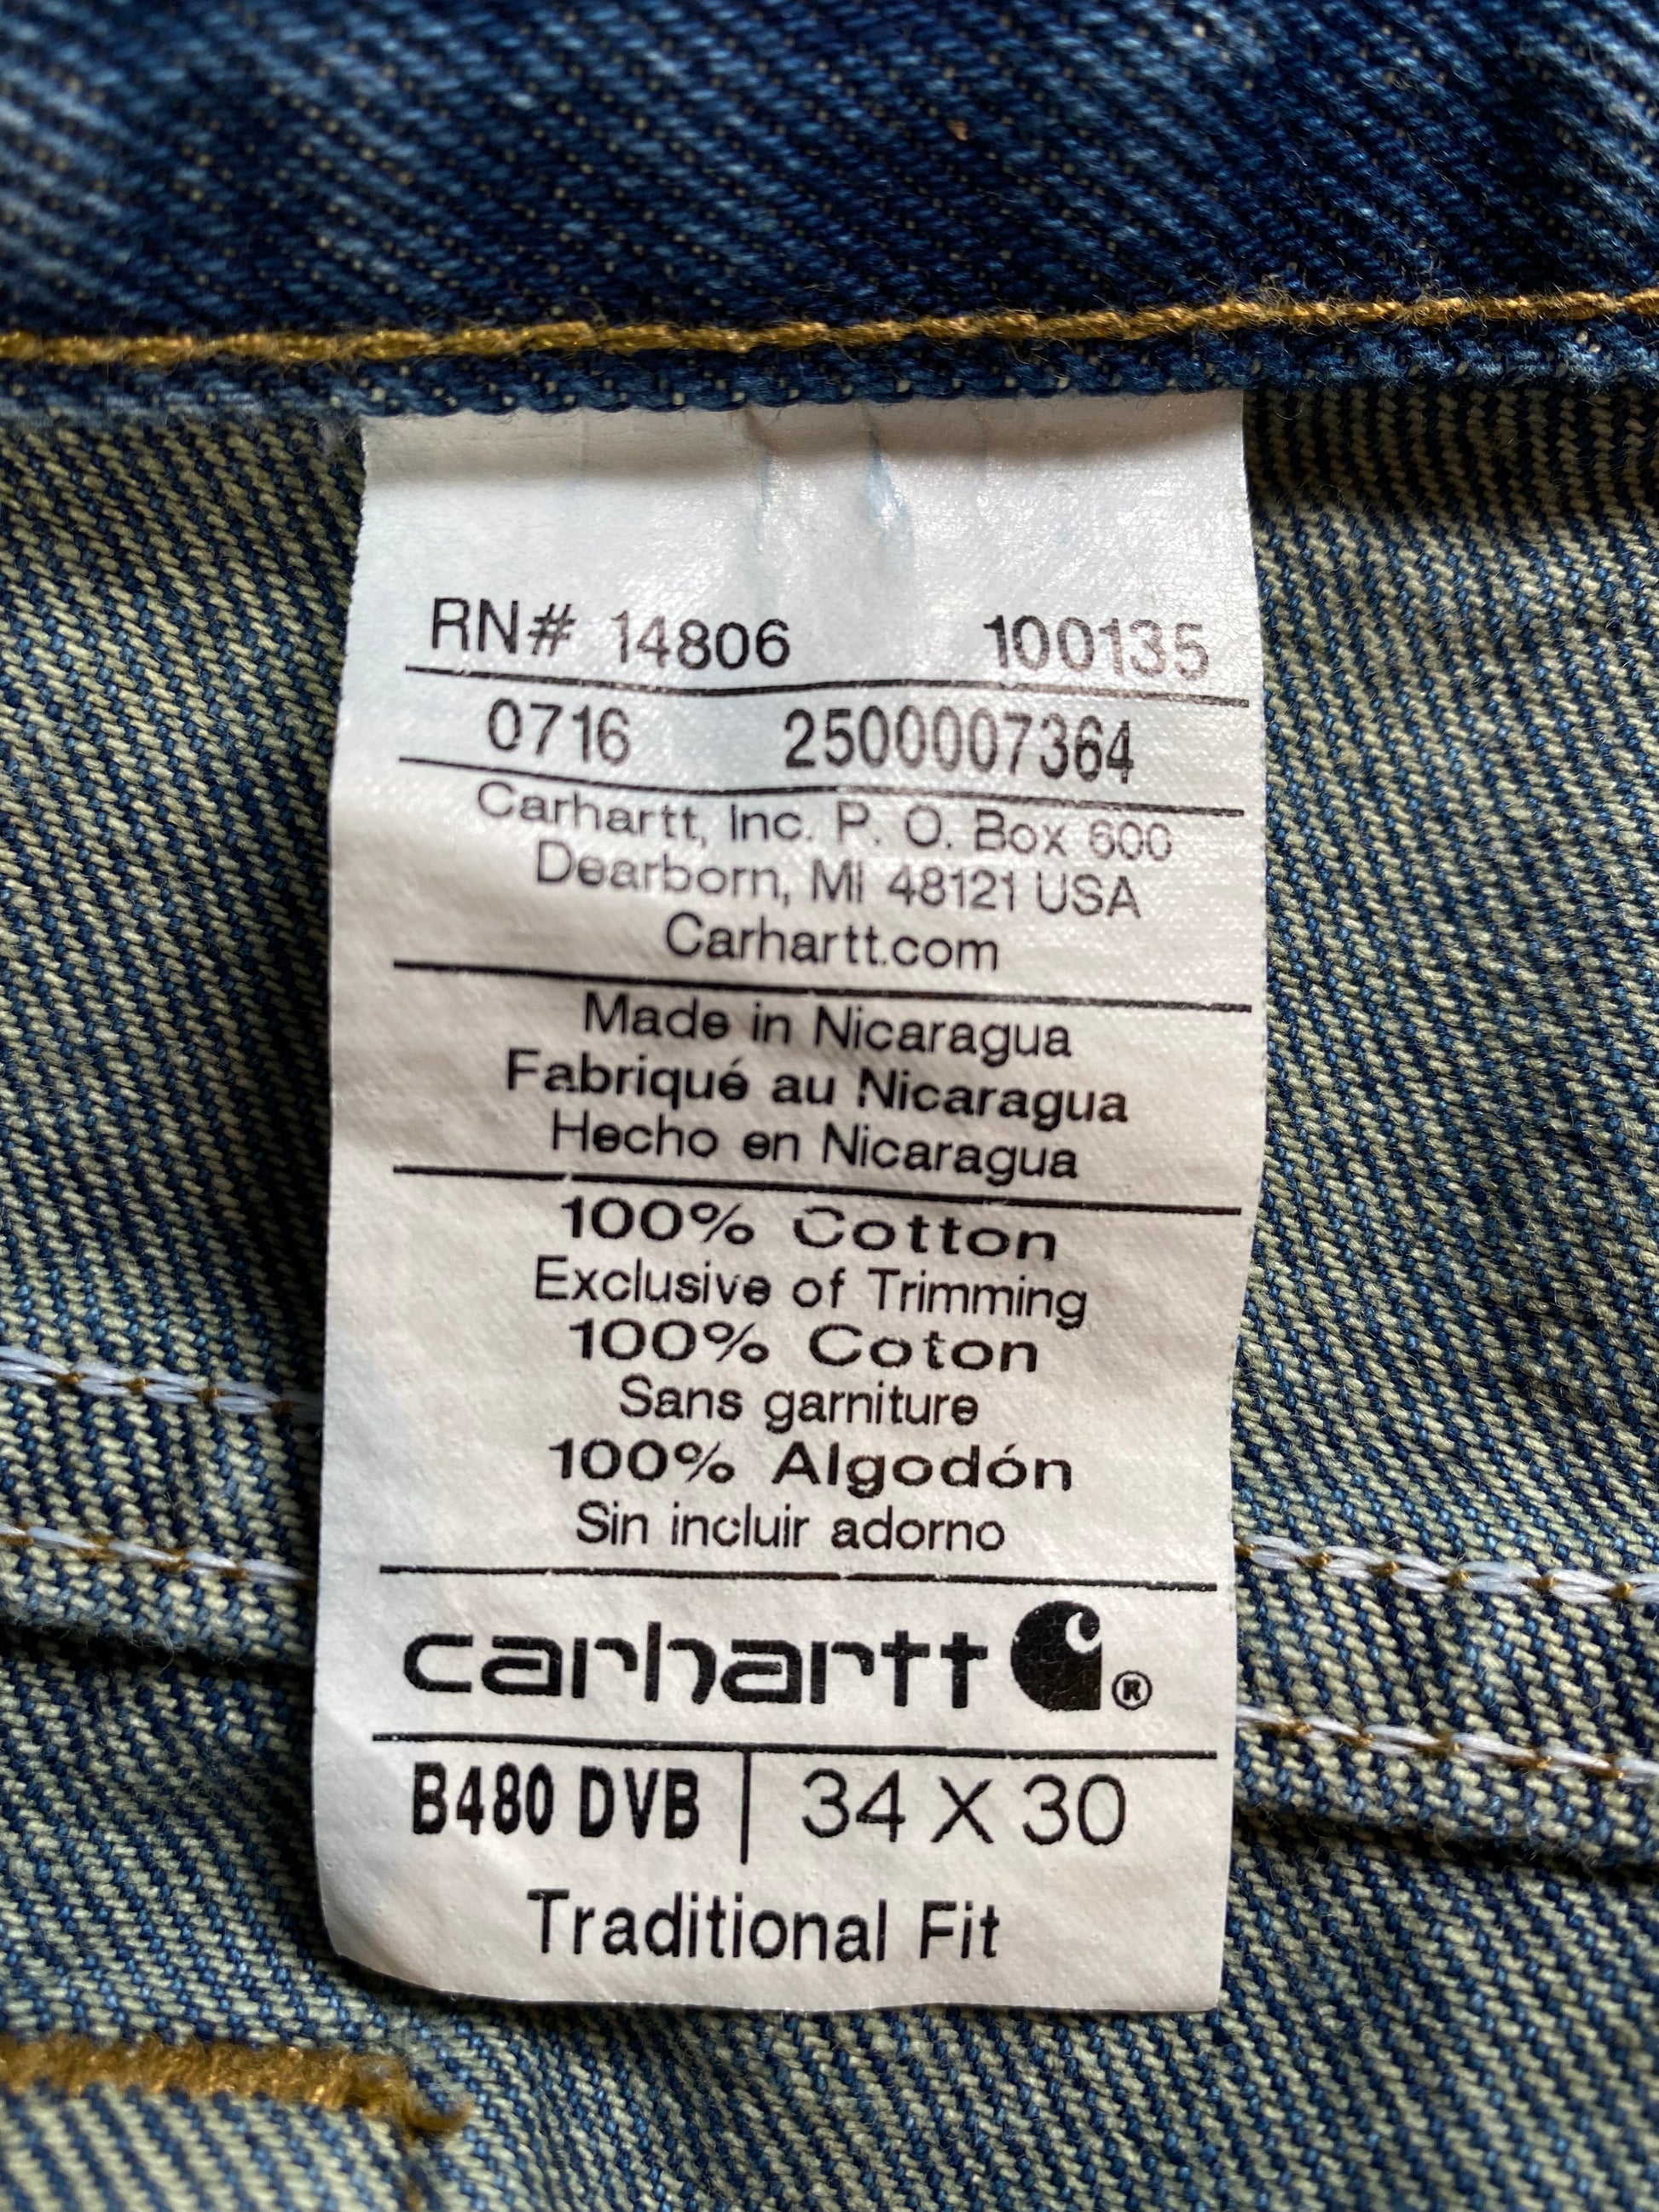 RN# 14806 100135
0716 2500007364
Carhartt, Inc. P. O. Box 600
Dearborn, MI 48121 USA
Carhartt.com
Made in Nicaragua
Fabriqué au Nicaragua
Hecho en Nicaragua
100% Cotton
Exclusive of Trimming
100% Coton
Sans garniture
100% Algodón
Sin incluir adorno
carhartt ®
B480 DVB | 34 X 30
Traditional Fit